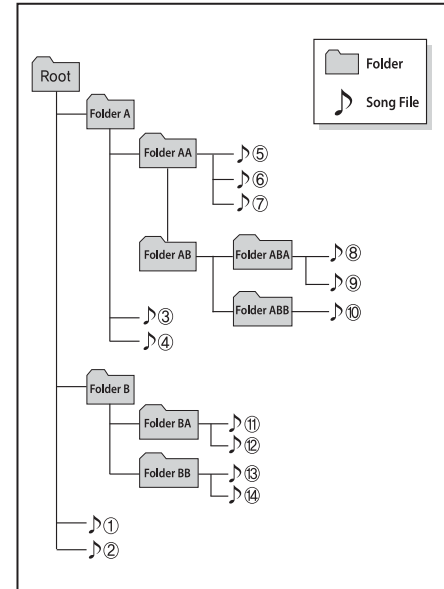 Root
Folder
Song File
Folder A
Folder AA
♪⑤
♪⑥
♪⑦
Folder AB
Folder ABA
♪⑧
♪⑨
Folder ABB
♪⑩
♪③
♪④
Folder B
Folder BA
♪⑪
♪⑫
Folder BB
♪⑬
♪⑭
♪①
♪②